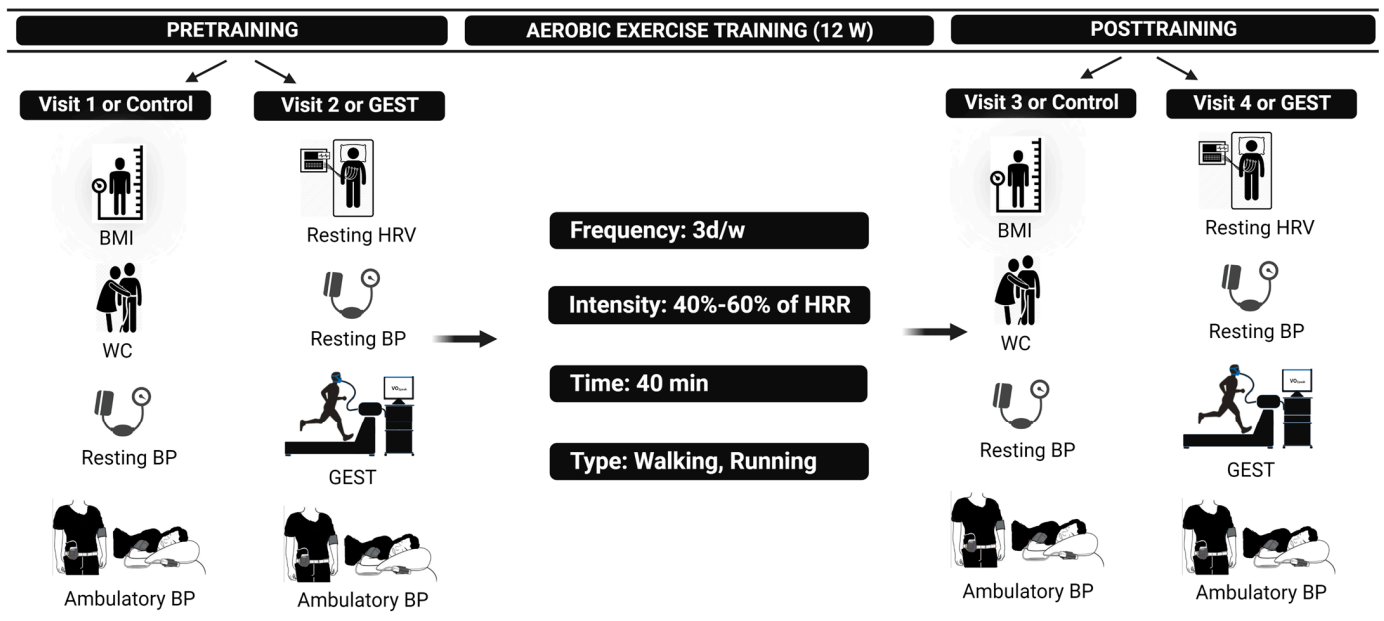 PRETRAINING
AEROBIC EXERCISE TRAINING (12 W)
POSTTRAINING
Visit 1 or Control
Visit 2 or GEST
Visit 3 or Control
Visit 4 or GEST
BMI
WC
Resting BP
Ambulatory BP
Resting HRV
Resting BP
VO₂peak
GEST
Ambulatory BP
Frequency: 3d/w
Intensity: 40%-60% of HRR
Time: 40 min
Type: Walking, Running
BMI
WC
Resting BP
Ambulatory BP
Resting HRV
Resting BP
VO₂peak
GEST
Ambulatory BP